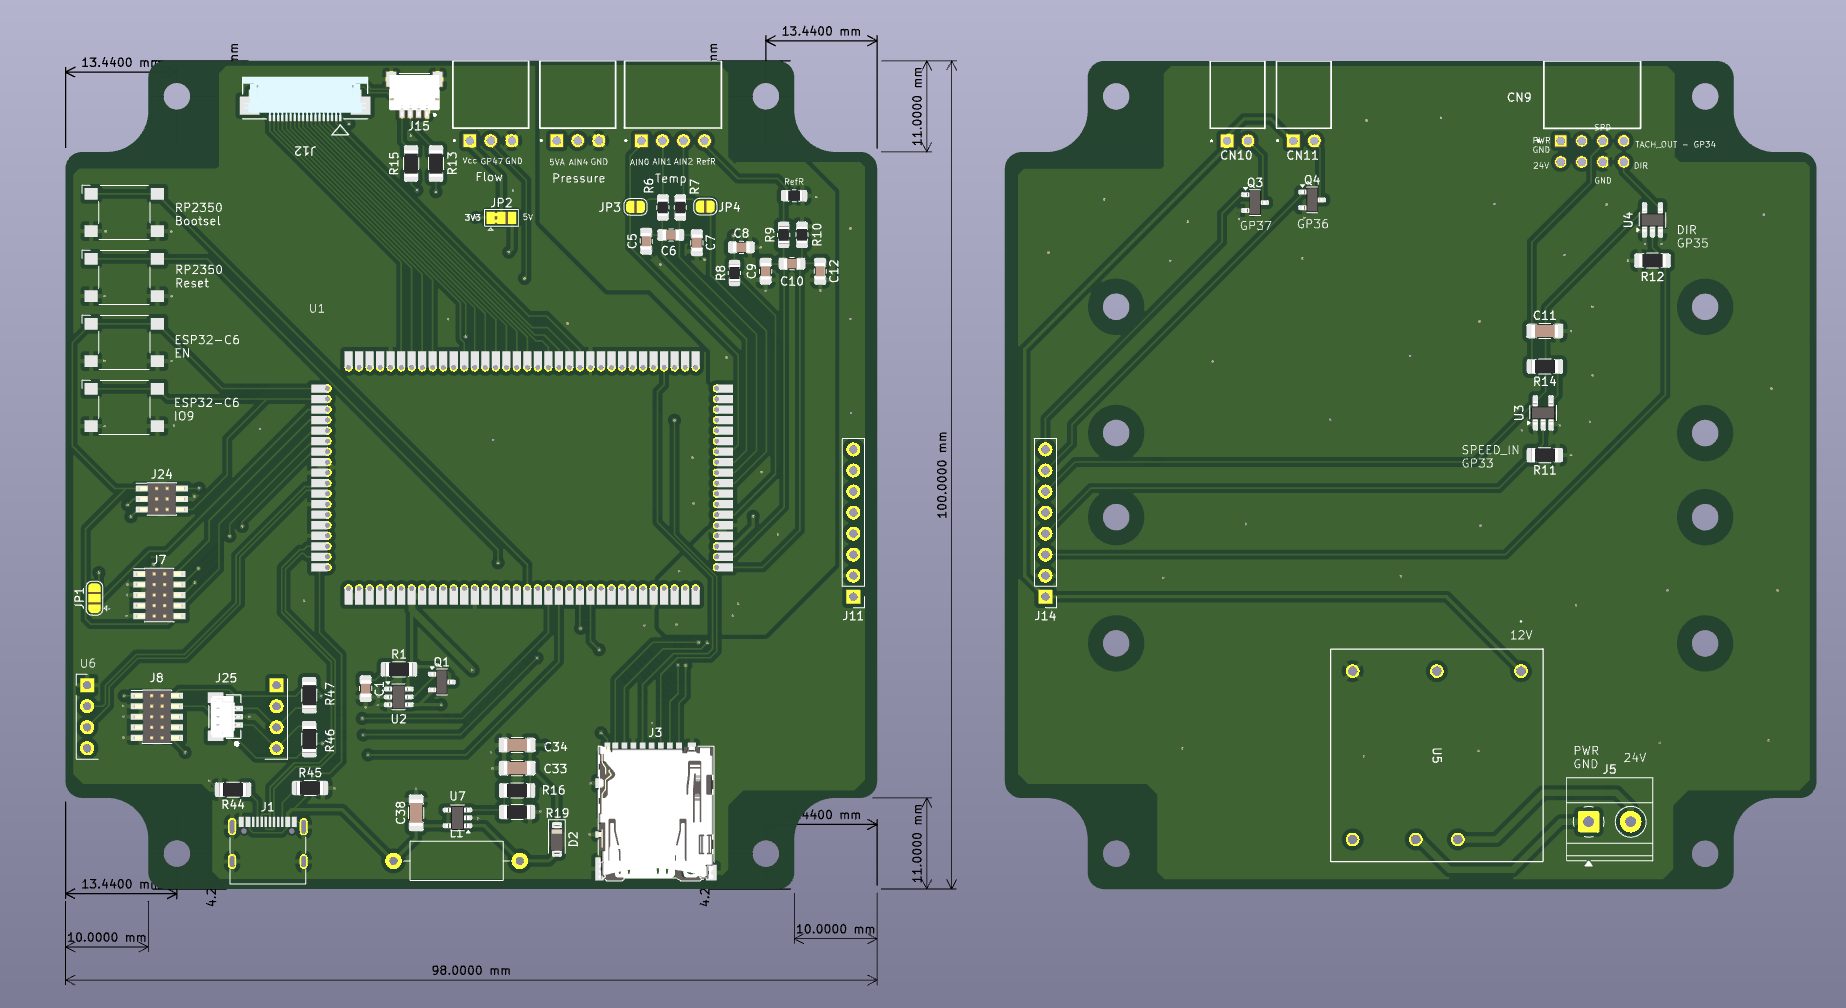 13.4400 mm
mm
mm
13.4400 mm
11.0000 mm
100.0000 mm
J12
J15
R15
R13
Vcc GP47 GND
Flow
5VA AIN4 GND
Pressure
AIN0 AIN1 AIN2 RefR
Temp
RefR
R6
R7
JP2
3V3
5V
JP3
JP4
C5
C6
C7
C8
R9
R10
R8
C9
C10
C12
RP2350
Bootsel
RP2350
Reset
U1
ESP32-C6
EN
ESP32-C6
IO9
J24
J7
JP1
J11
U6
J8
J25
R47
R46
R1
Q1
C1
U2
J3
C34
C33
R16
R19
D2
R45
R44
J1
C38
U7
L1
4400 mm
11.0000 mm
13.4400 mm
4.2
4.2
10.0000 mm
10.0000 mm
98.0000 mm
CN9
CN10
CN11
SPD
PWR
GND
24V
TACH_OUT - GP34
DIR
GND
Q3
Q4
GP37
GP36
U4
DIR
GP35
R12
C11
R14
U3
SPEED_IN
GP33
R11
J14
12V
U5
PWR
GND
24V
J5